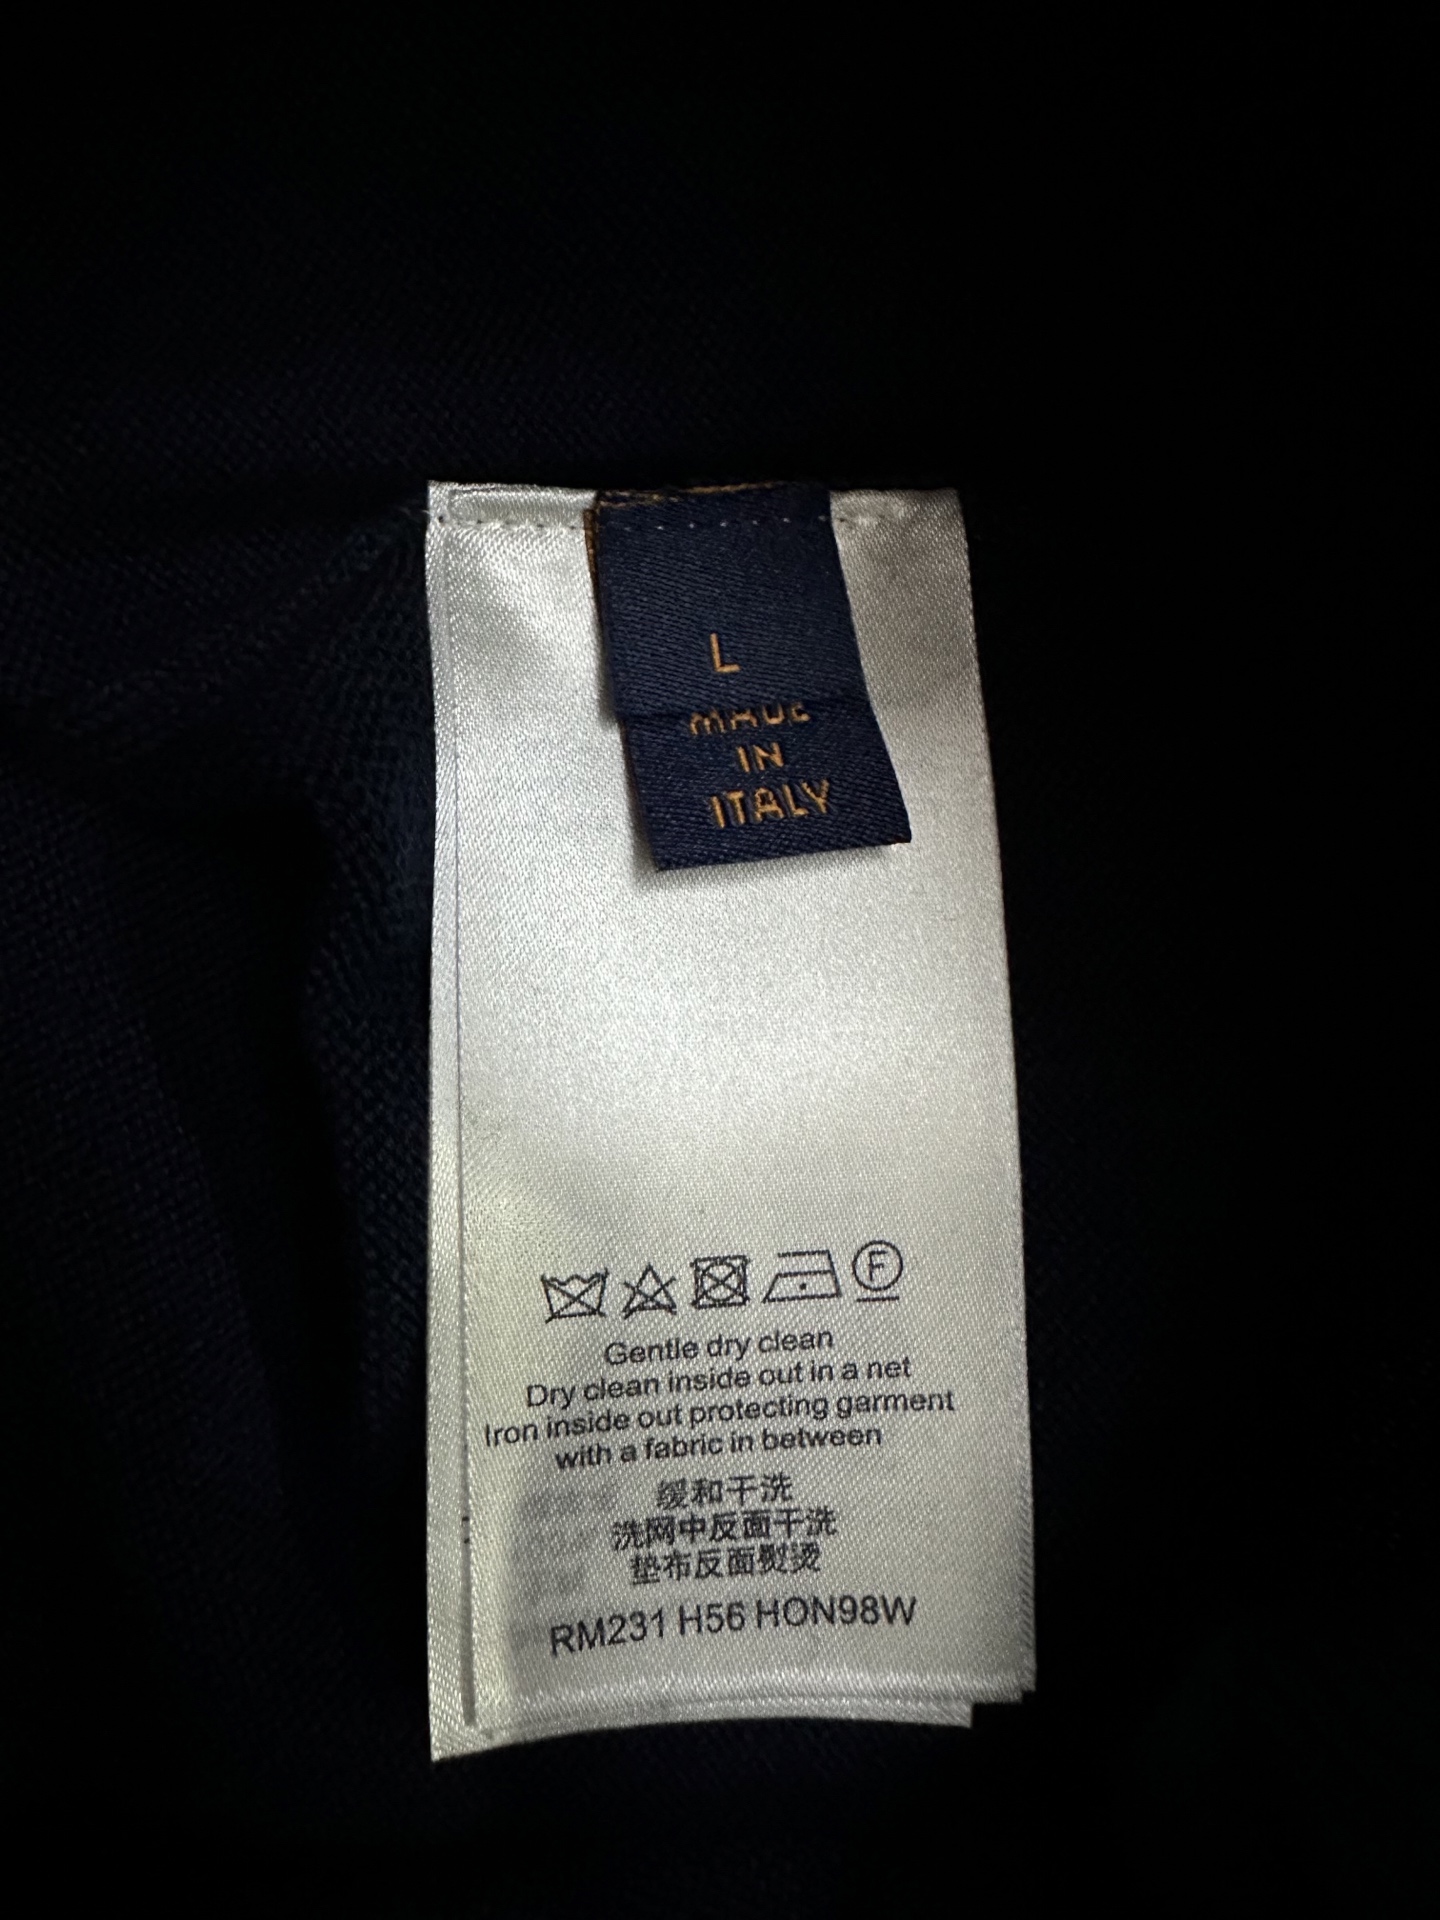 L
MADE
IN
ITALY
F
Gentle dry clean
Dry clean inside out in a net
Iron inside out protecting garment
with a fabric in between
缓和干洗
洗网中反面干洗
垫布反面熨烫
RM231 H56 HON98W